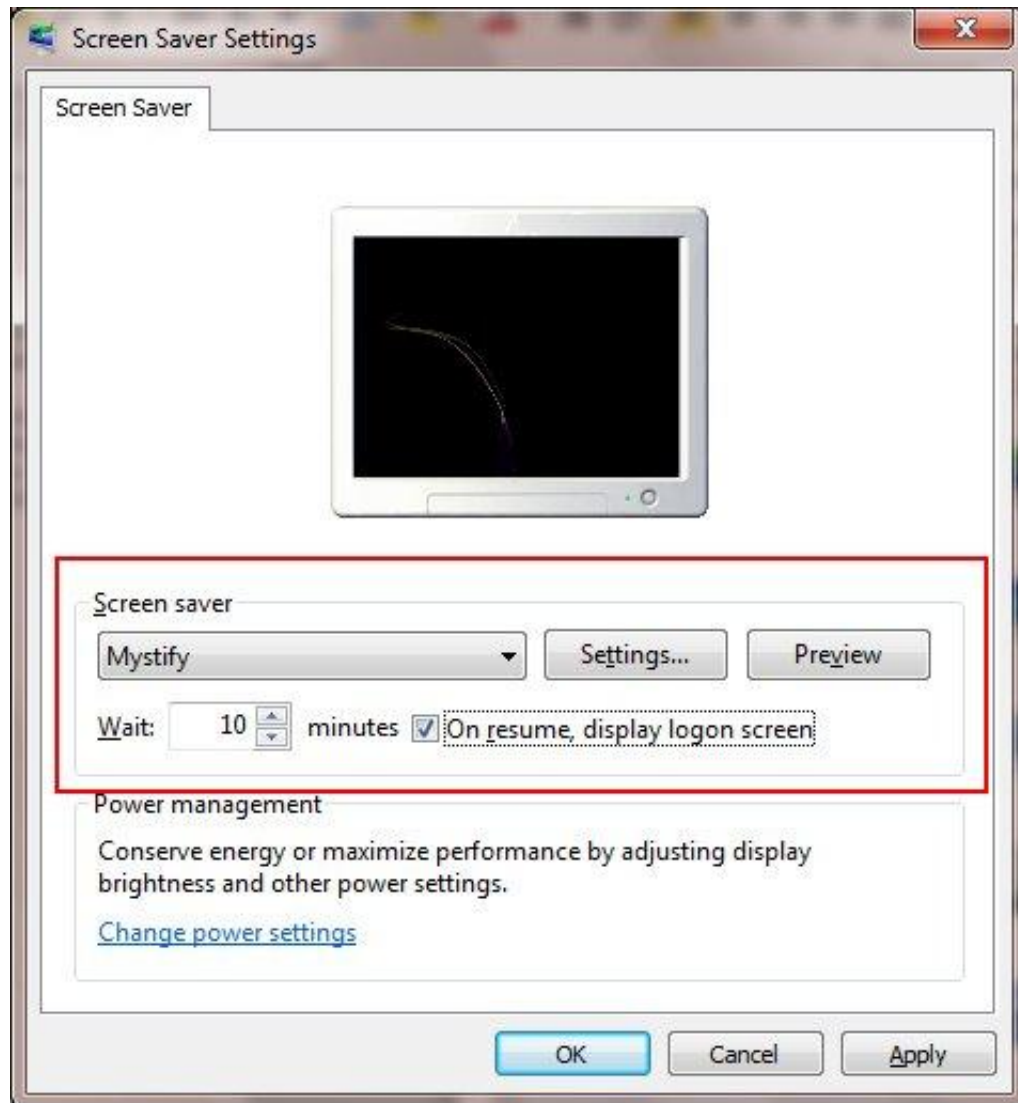 Screen Saver Settings
Screen Saver
Screen saver
Mystify
Settings...
Preview
Wait: 10 minutes On resume, display logon screen
Power management
Conserve energy or maximize performance by adjusting display
brightness and other power settings.
Change power settings
OK
Cancel
Apply